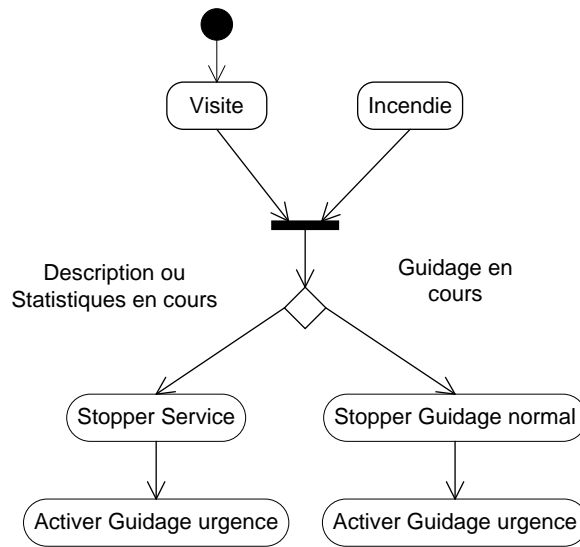 Visite
Incendie
Description ou
Statistiques en cours
Guidage en
cours
Stopper Service
Stopper Guidage normal
Activer Guidage urgence
Activer Guidage urgence